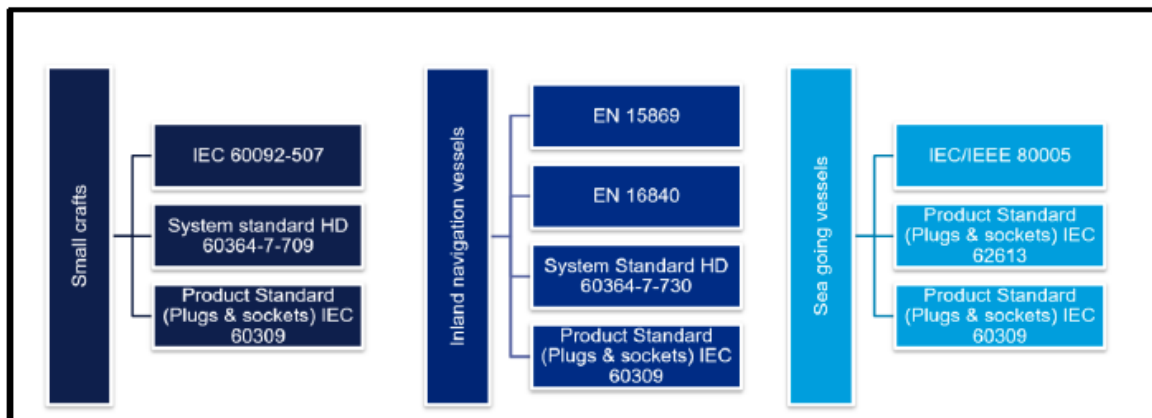 Small crafts
IEC 60092-507
System standard HD
60364-7-709
Product Standard
(Plugs & sockets) IEC
60309
Inland navigation vessels
EN 15869
EN 16840
System Standard HD
60364-7-730
Product Standard
(Plugs & sockets) IEC
60309
Sea going vessels
IEC/IEEE 80005
Product Standard
(Plugs & sockets) IEC
62613
Product Standard
(Plugs & sockets) IEC
60309